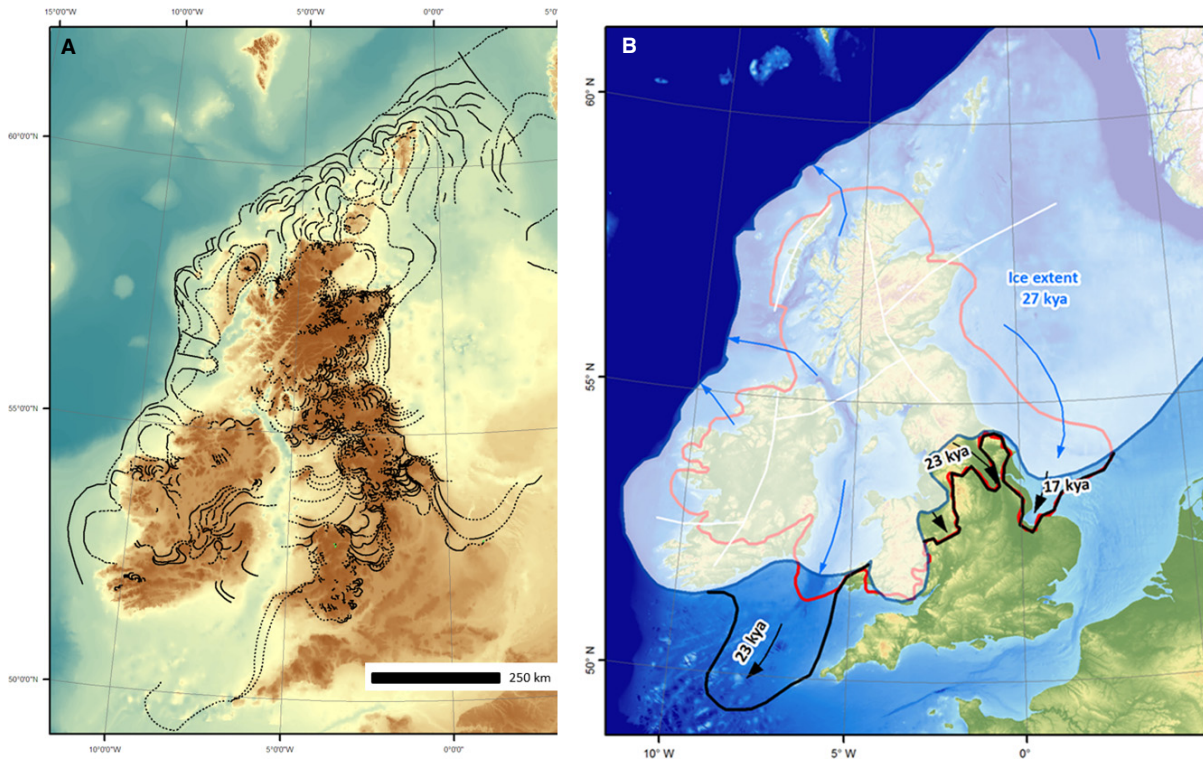 15°0'0"W 10°0'0"W 5°0'0"W 0°0'0" 5°0'
A
60°0'0"N
55°0'0"N
50°0'0"N
250 km
10°0'0"W 5°0'0"W 0°0'0"
B
60° N
55° N
50° N
Ice extent
27 kya
23 kya
17 kya
23 kya
10° W 5° W 0°